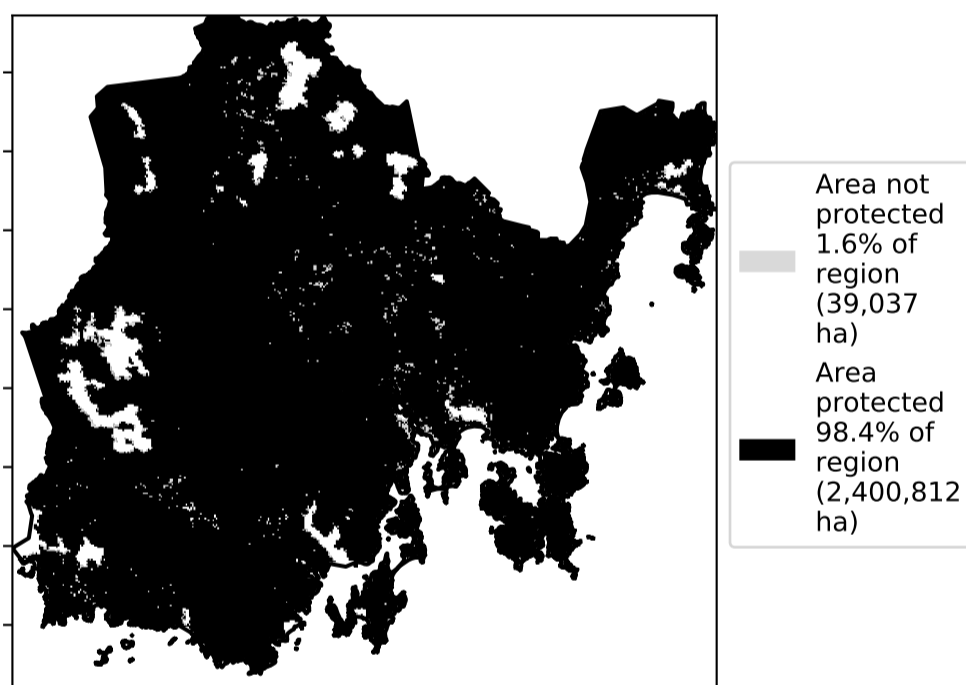 Area not
protected
1.6% of
region
(39,037
ha)
Area
protected
98.4% of
region
(2,400,812
ha)